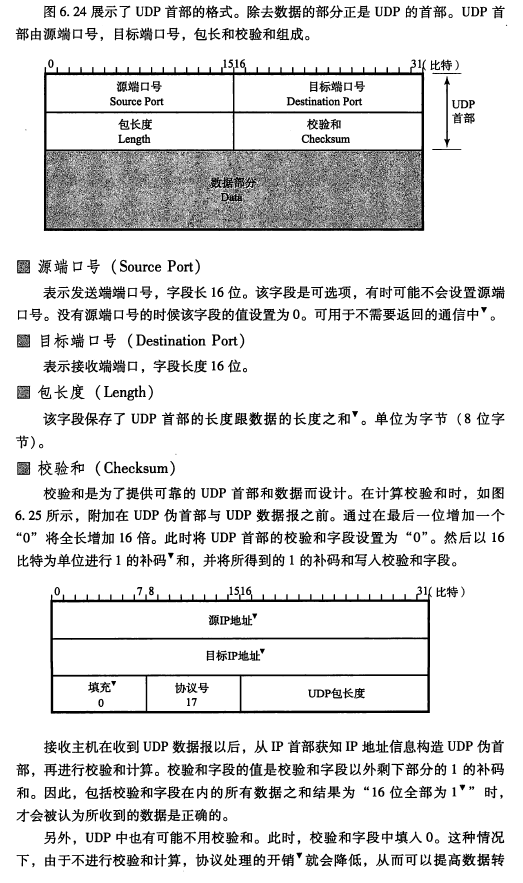 图 6.24 展示了 UDP 首部的格式。除去数据的部分正是 UDP 的首部。UDP 首
部由源端口号，目标端口号，包长和校验和组成。
0 1516 31(比特)
源端口号 目标端口号
Source Port Destination Port
UDP
首部
包长度 校验和
Length Checksum
数据部分
Data
源端口号（Source Port）
表示发送端端口号，字段长 16 位。该字段是可选项，有时可能不会设置源端
口号。没有源端口号的时候该字段的值设置为 0。可用于不需要返回的通信中▼。
目标端口号（Destination Port）
表示接收端端口，字段长度 16 位。
包长度（Length）
该字段保存了 UDP 首部的长度跟数据的长度之和▼。单位为字节（8 位字
节）。
校验和（Checksum）
校验和是为了提供可靠的 UDP 首部和数据而设计。在计算校验和时，如图
6.25 所示，附加在 UDP 伪首部与 UDP 数据报之前。通过在最后一位增加一个
“0”将全长增加 16 倍。此时将 UDP 首部的校验和字段设置为“0”。然后以 16
比特为单位进行 1 的补码▼和，并将所得到的 1 的补码和写入校验和字段。
0 7 8 1516 31(比特)
源IP地址▼
目标IP地址▼
填充▼ 协议号 UDP包长度
0 17
接收主机在收到 UDP 数据报以后，从 IP 首部获知 IP 地址信息构造 UDP 伪首
部，再进行校验和计算。校验和字段的值是校验和字段以外剩下部分的 1 的补码
和。因此，包括校验和字段在内的所有数据之和结果为“16 位全部为 1▼”时，
才会被认为所收到的数据是正确的。
另外，UDP 中也有可能不用校验和。此时，校验和字段中填入 0。这种情况
下，由于不进行校验和计算，协议处理的开销▼就会降低，从而可以提高数据转